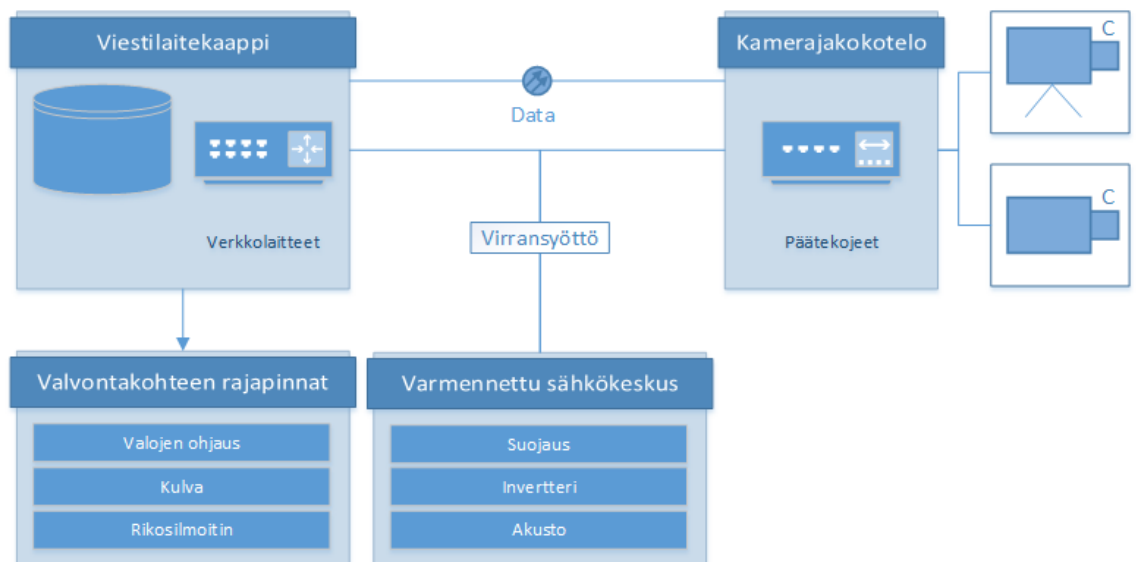 Viestilaitekaappi
Verkkolaitteet
Data
Virransyöttö
Kamerajakokotelo
Päätekojeet
C
C
Valvontakohteen rajapinnat
Valojen ohjaus
Kulva
Rikosilmoitin
Varmennettu sähkökeskus
Suojaus
Invertteri
Akusto